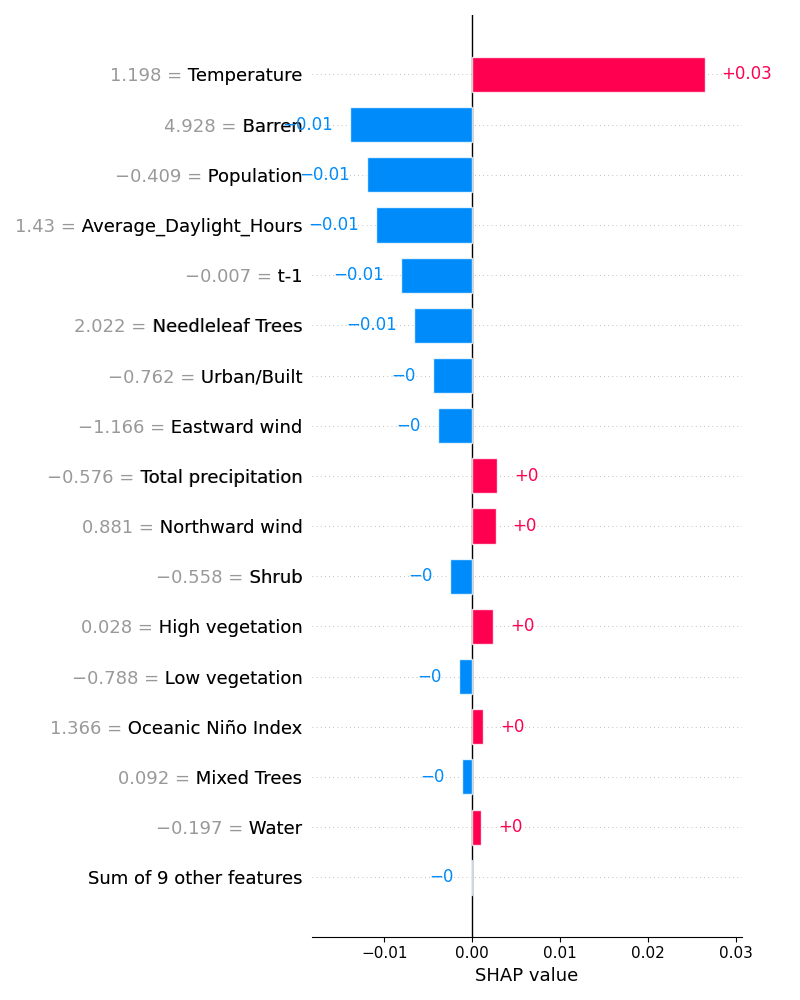 1.198 = Temperature +0.03
4.928 = Barren −0.01
−0.409 = Population −0.01
1.43 = Average_Daylight_Hours −0.01
−0.007 = t-1 −0.01
2.022 = Needleleaf Trees −0.01
−0.762 = Urban/Built −0
−1.166 = Eastward wind −0
−0.576 = Total precipitation +0
0.881 = Northward wind +0
−0.558 = Shrub −0
0.028 = High vegetation +0
−0.788 = Low vegetation −0
1.366 = Oceanic Niño Index +0
0.092 = Mixed Trees −0
−0.197 = Water +0
Sum of 9 other features −0
−0.01 0.00 0.01 0.02 0.03
SHAP value